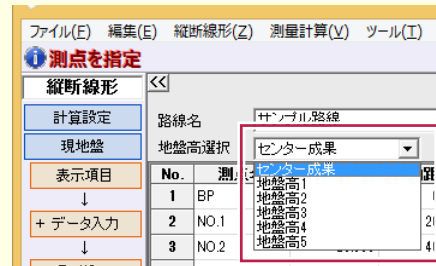 ファイル(F) 編集(E) 縦断線形(Z) 測量計算(V) ツール(T)
測点を指定
縦断線形 <<
計算設定
現地盤
表示項目
↓
+ データ入力
↓
路線名 サンプル路線
地盤高選択 センター成果
センター成果
地盤高1
地盤高2
地盤高3
地盤高4
地盤高5
No. 測点
1 BP
2 NO.1
3 NO.2